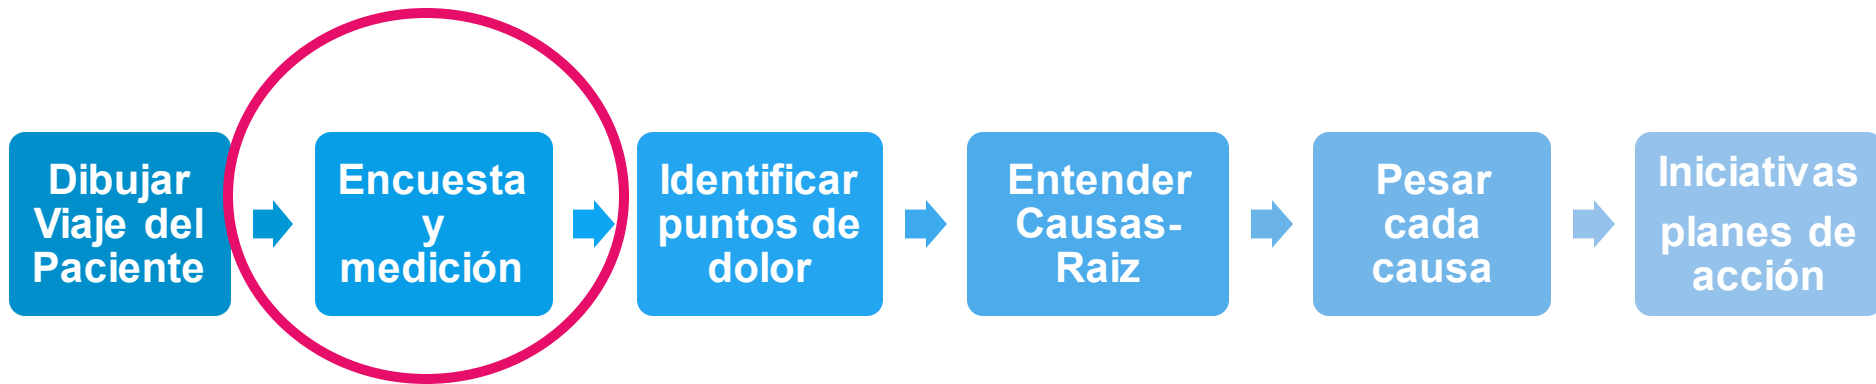 Dibujar
Viaje del
Paciente
Encuesta
y
medición
Identificar
puntos de
dolor
Entender
Causas-
Raiz
Pesar
cada
causa
Iniciativas
planes de
acción